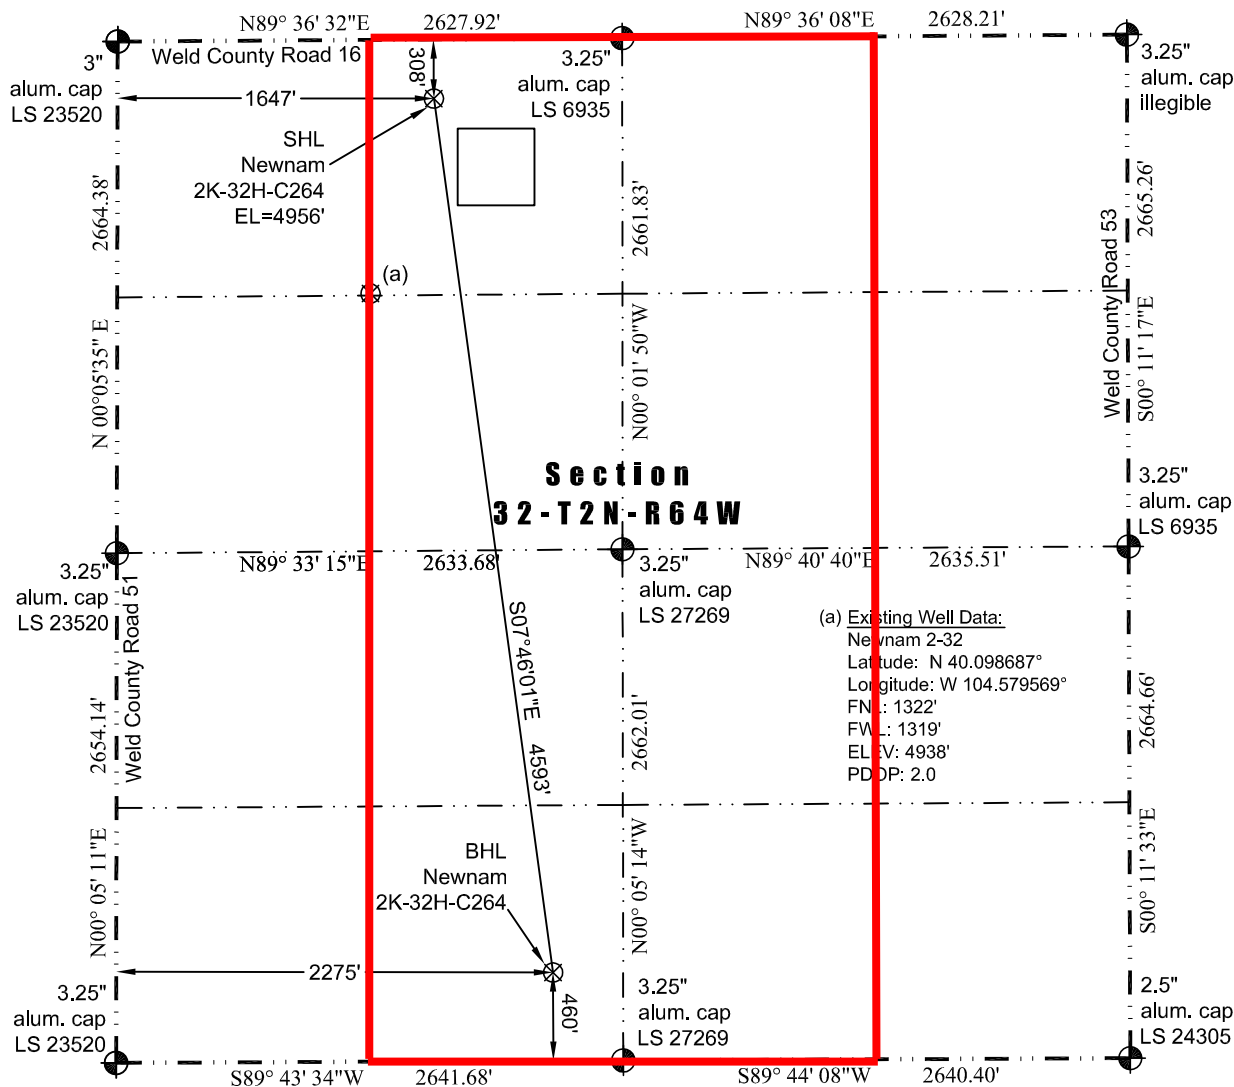 N89° 36' 32"E 2627.92' N89° 36' 08"E 2628.21'
Weld County Road 16
3"
alum. cap
LS 23520
308'
3.25"
alum. cap
LS 6935
3.25"
alum. cap
illegible
1647'
SHL
Newnam
2K-32H-C264
EL=4956'
2664.38'
2661.83'
2665.26'
Weld County Road 53
(a)
N 00°05'35" E
N00° 01' 50"W
S00° 11' 17"E
Section
32-T2N-R64W
3.25"
alum. cap
LS 6935
N89° 33' 15"E 2633.68' N89° 40' 40"E 2635.51'
3.25"
alum. cap
LS 23520
3.25"
alum. cap
LS 27269
Weld County Road 51
S07°46'01"E 4593'
(a) Existing Well Data:
Newnam 2-32
Latitude: N 40.098687°
Longitude: W 104.579569°
FNL: 1322'
FWL: 1319'
ELEV: 4938'
PDOP: 2.0
2654.14'
2662.01'
2664.66'
N00° 05' 11"E
N00° 05' 14"W
S00° 11' 33"E
BHL
Newnam
2K-32H-C264
2275'
460'
3.25"
alum. cap
LS 23520
3.25"
alum. cap
LS 27269
2.5"
alum. cap
LS 24305
S89° 43' 34"W 2641.68' S89° 44' 08"W 2640.40'